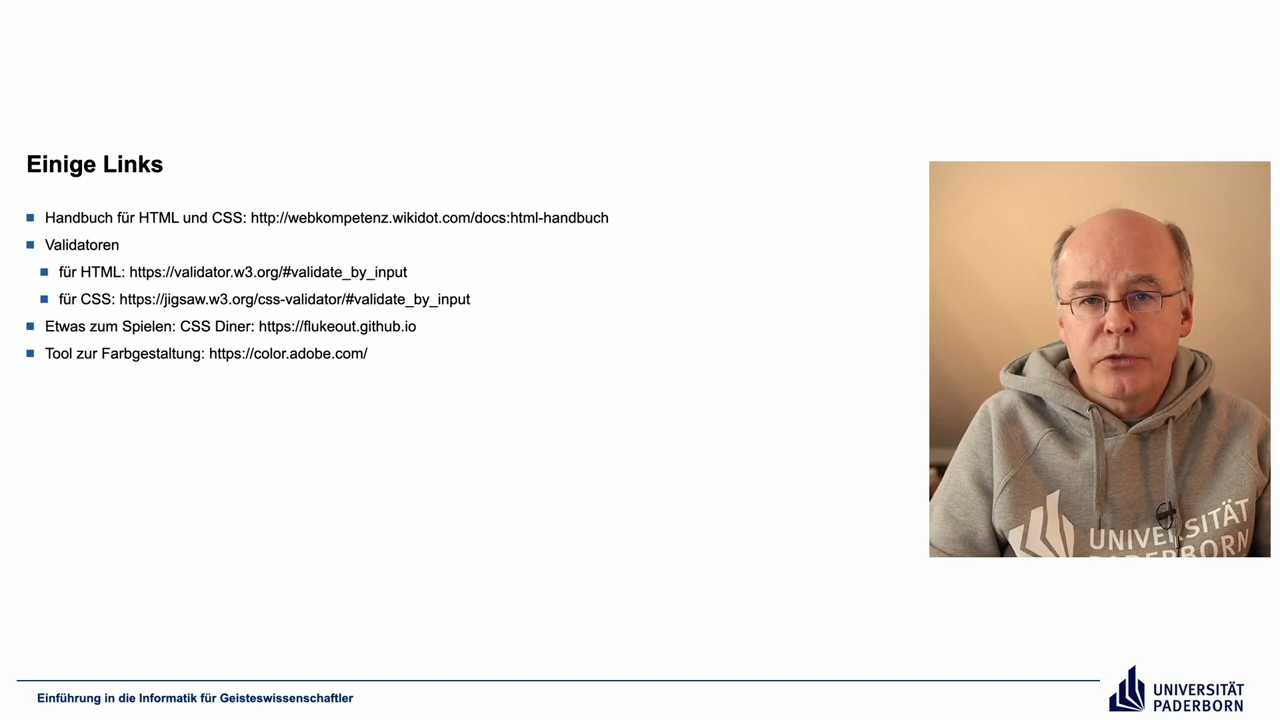 Einige Links
Handbuch für HTML und CSS: http://webkompetenz.wikidot.com/docs:html-handbuch
Validatoren
für HTML: https://validator.w3.org/#validate_by_input
für CSS: https://jigsaw.w3.org/css-validator/#validate_by_input
Etwas zum Spielen: CSS Diner: https://flukeout.github.io
Tool zur Farbgestaltung: https://color.adobe.com/
UNIVERSITÄT
PADERBORN
Einführung in die Informatik für Geisteswissenschaftler
UNIVERSITÄT
PADERBORN